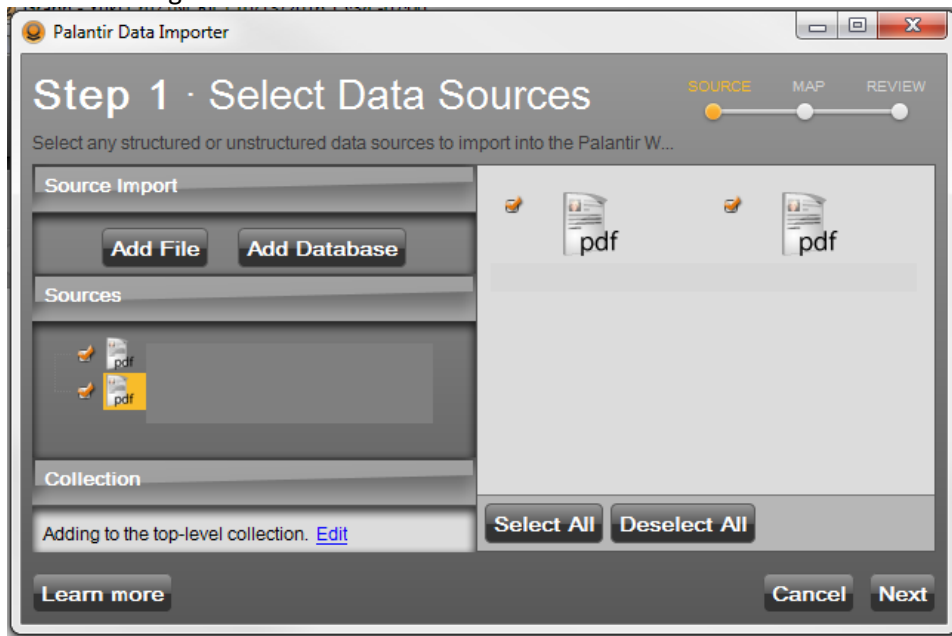 Palantir Data Importer
Step 1 · Select Data Sources
SOURCE MAP REVIEW
Select any structured or unstructured data sources to import into the Palantir W...
Source Import
Add File Add Database
Sources
pdf
pdf
Collection
Adding to the top-level collection. Edit
pdf pdf
Select All Deselect All
Learn more
Cancel Next